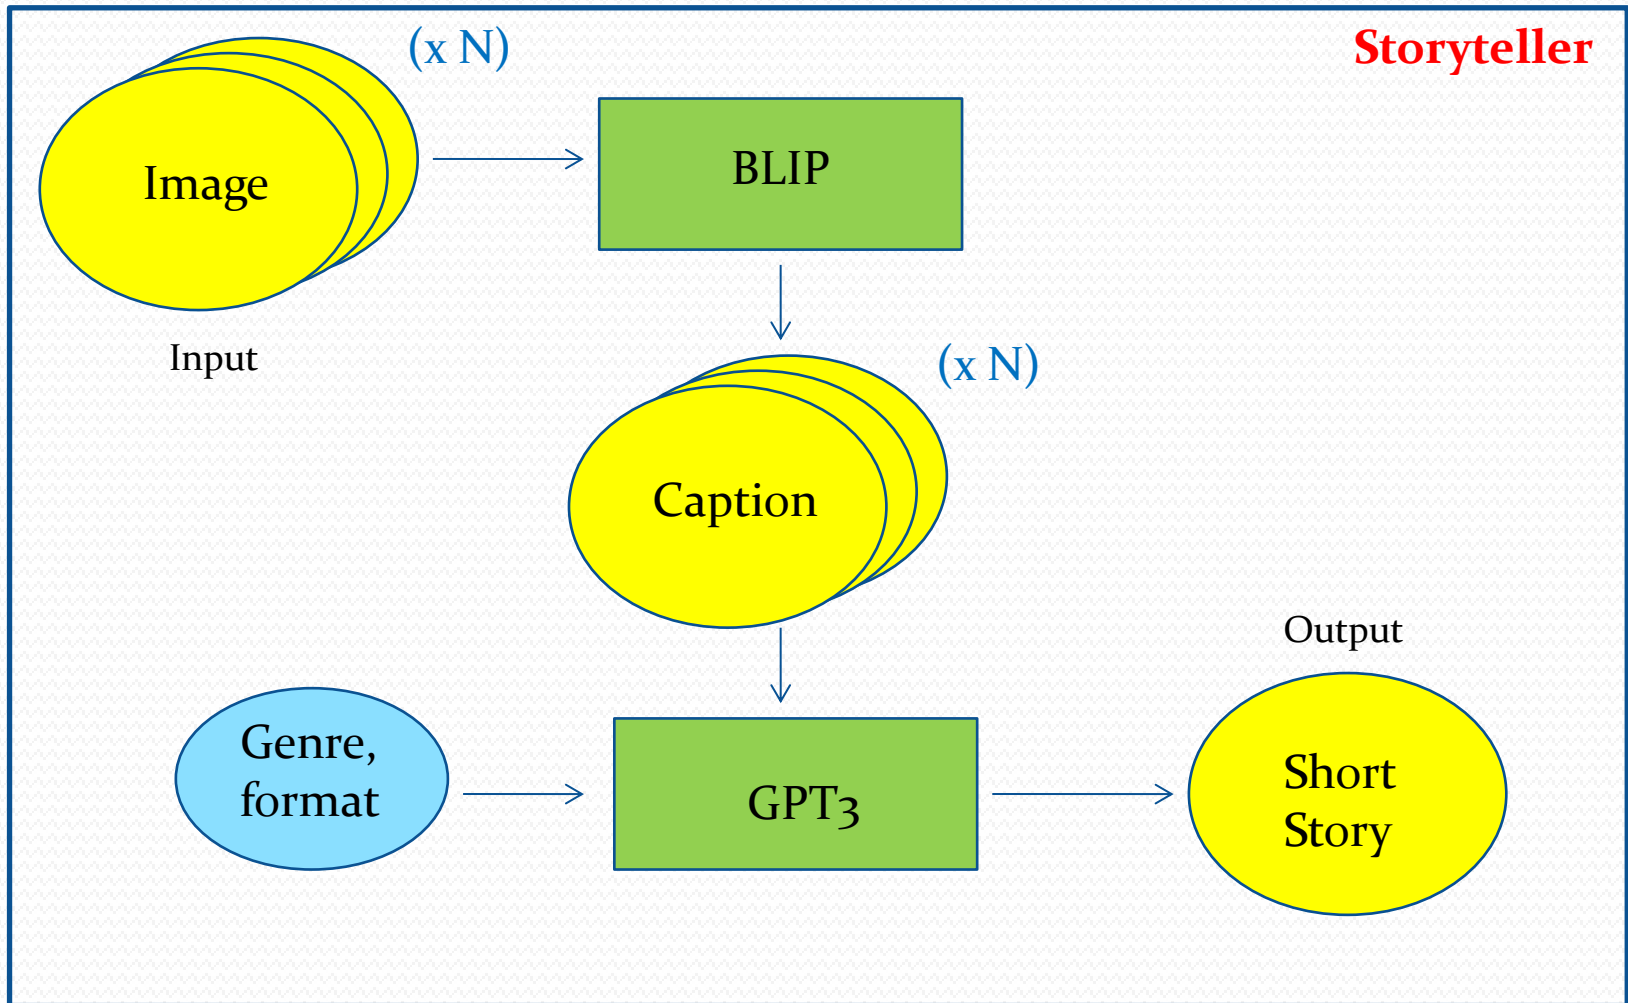 (x N)
Storyteller
Image
BLIP
Input
(x N)
Caption
Output
Genre,
format
GPT3
Short
Story